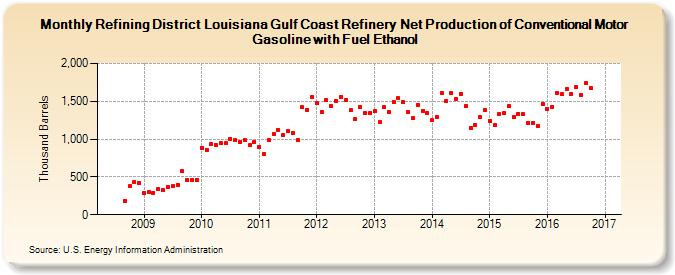 Monthly Refining District Louisiana Gulf Coast Refinery Net Production of Conventional Motor
Gasoline with Fuel Ethanol
Thousand Barrels
2,000
1,500
1,000
500
0
2009 2010 2011 2012 2013 2014 2015 2016 2017
Source: U.S. Energy Information Administration